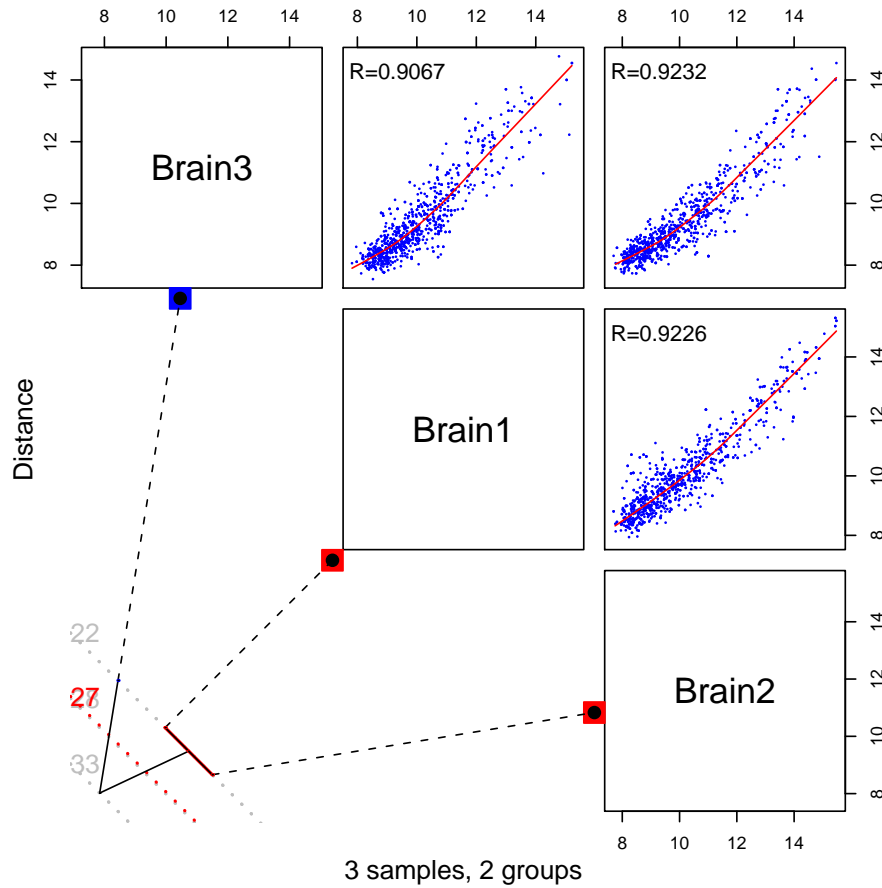 8 10 12 14 8 10 12 14
Brain3
R=0.9067
R=0.9232
8 10 12 14
8 10 12 14
Brain1
R=0.9226
8 10 12 14
Distance
Brain2
8 10 12 14
22
27
33
8 10 12 14
3 samples, 2 groups